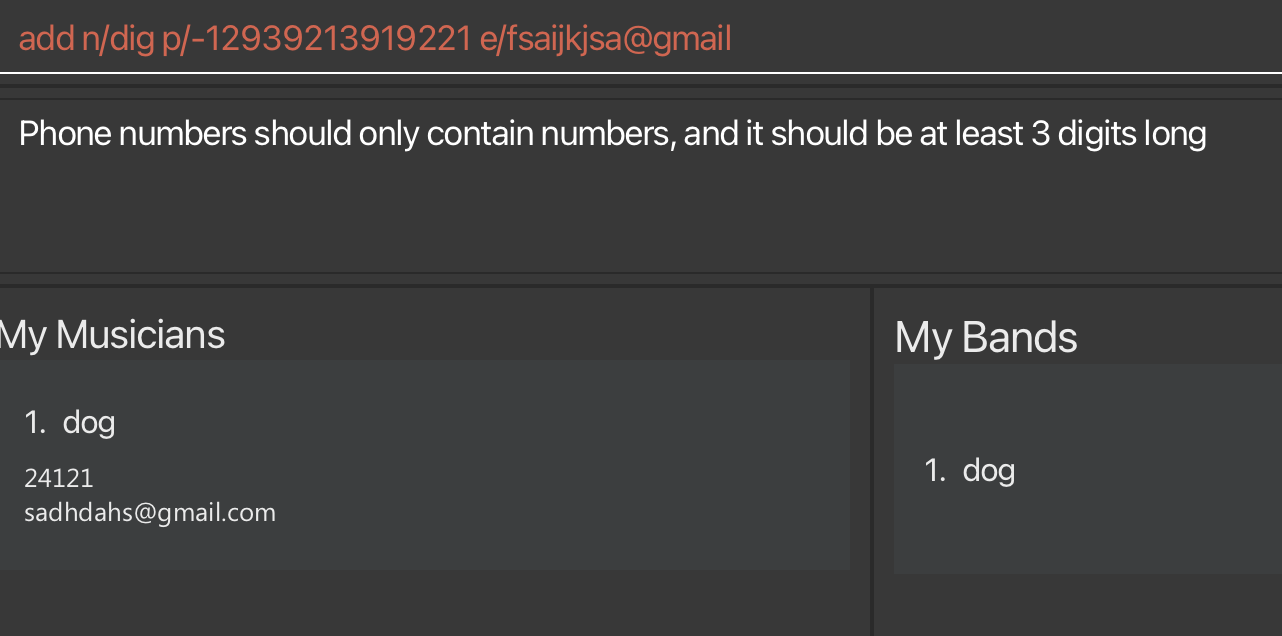 add n/dig p/-12939213919221 e/fsaijkjsa@gmail
Phone numbers should only contain numbers, and it should be at least 3 digits long
My Musicians
1. dog
24121
sadhdahs@gmail.com
My Bands
1. dog